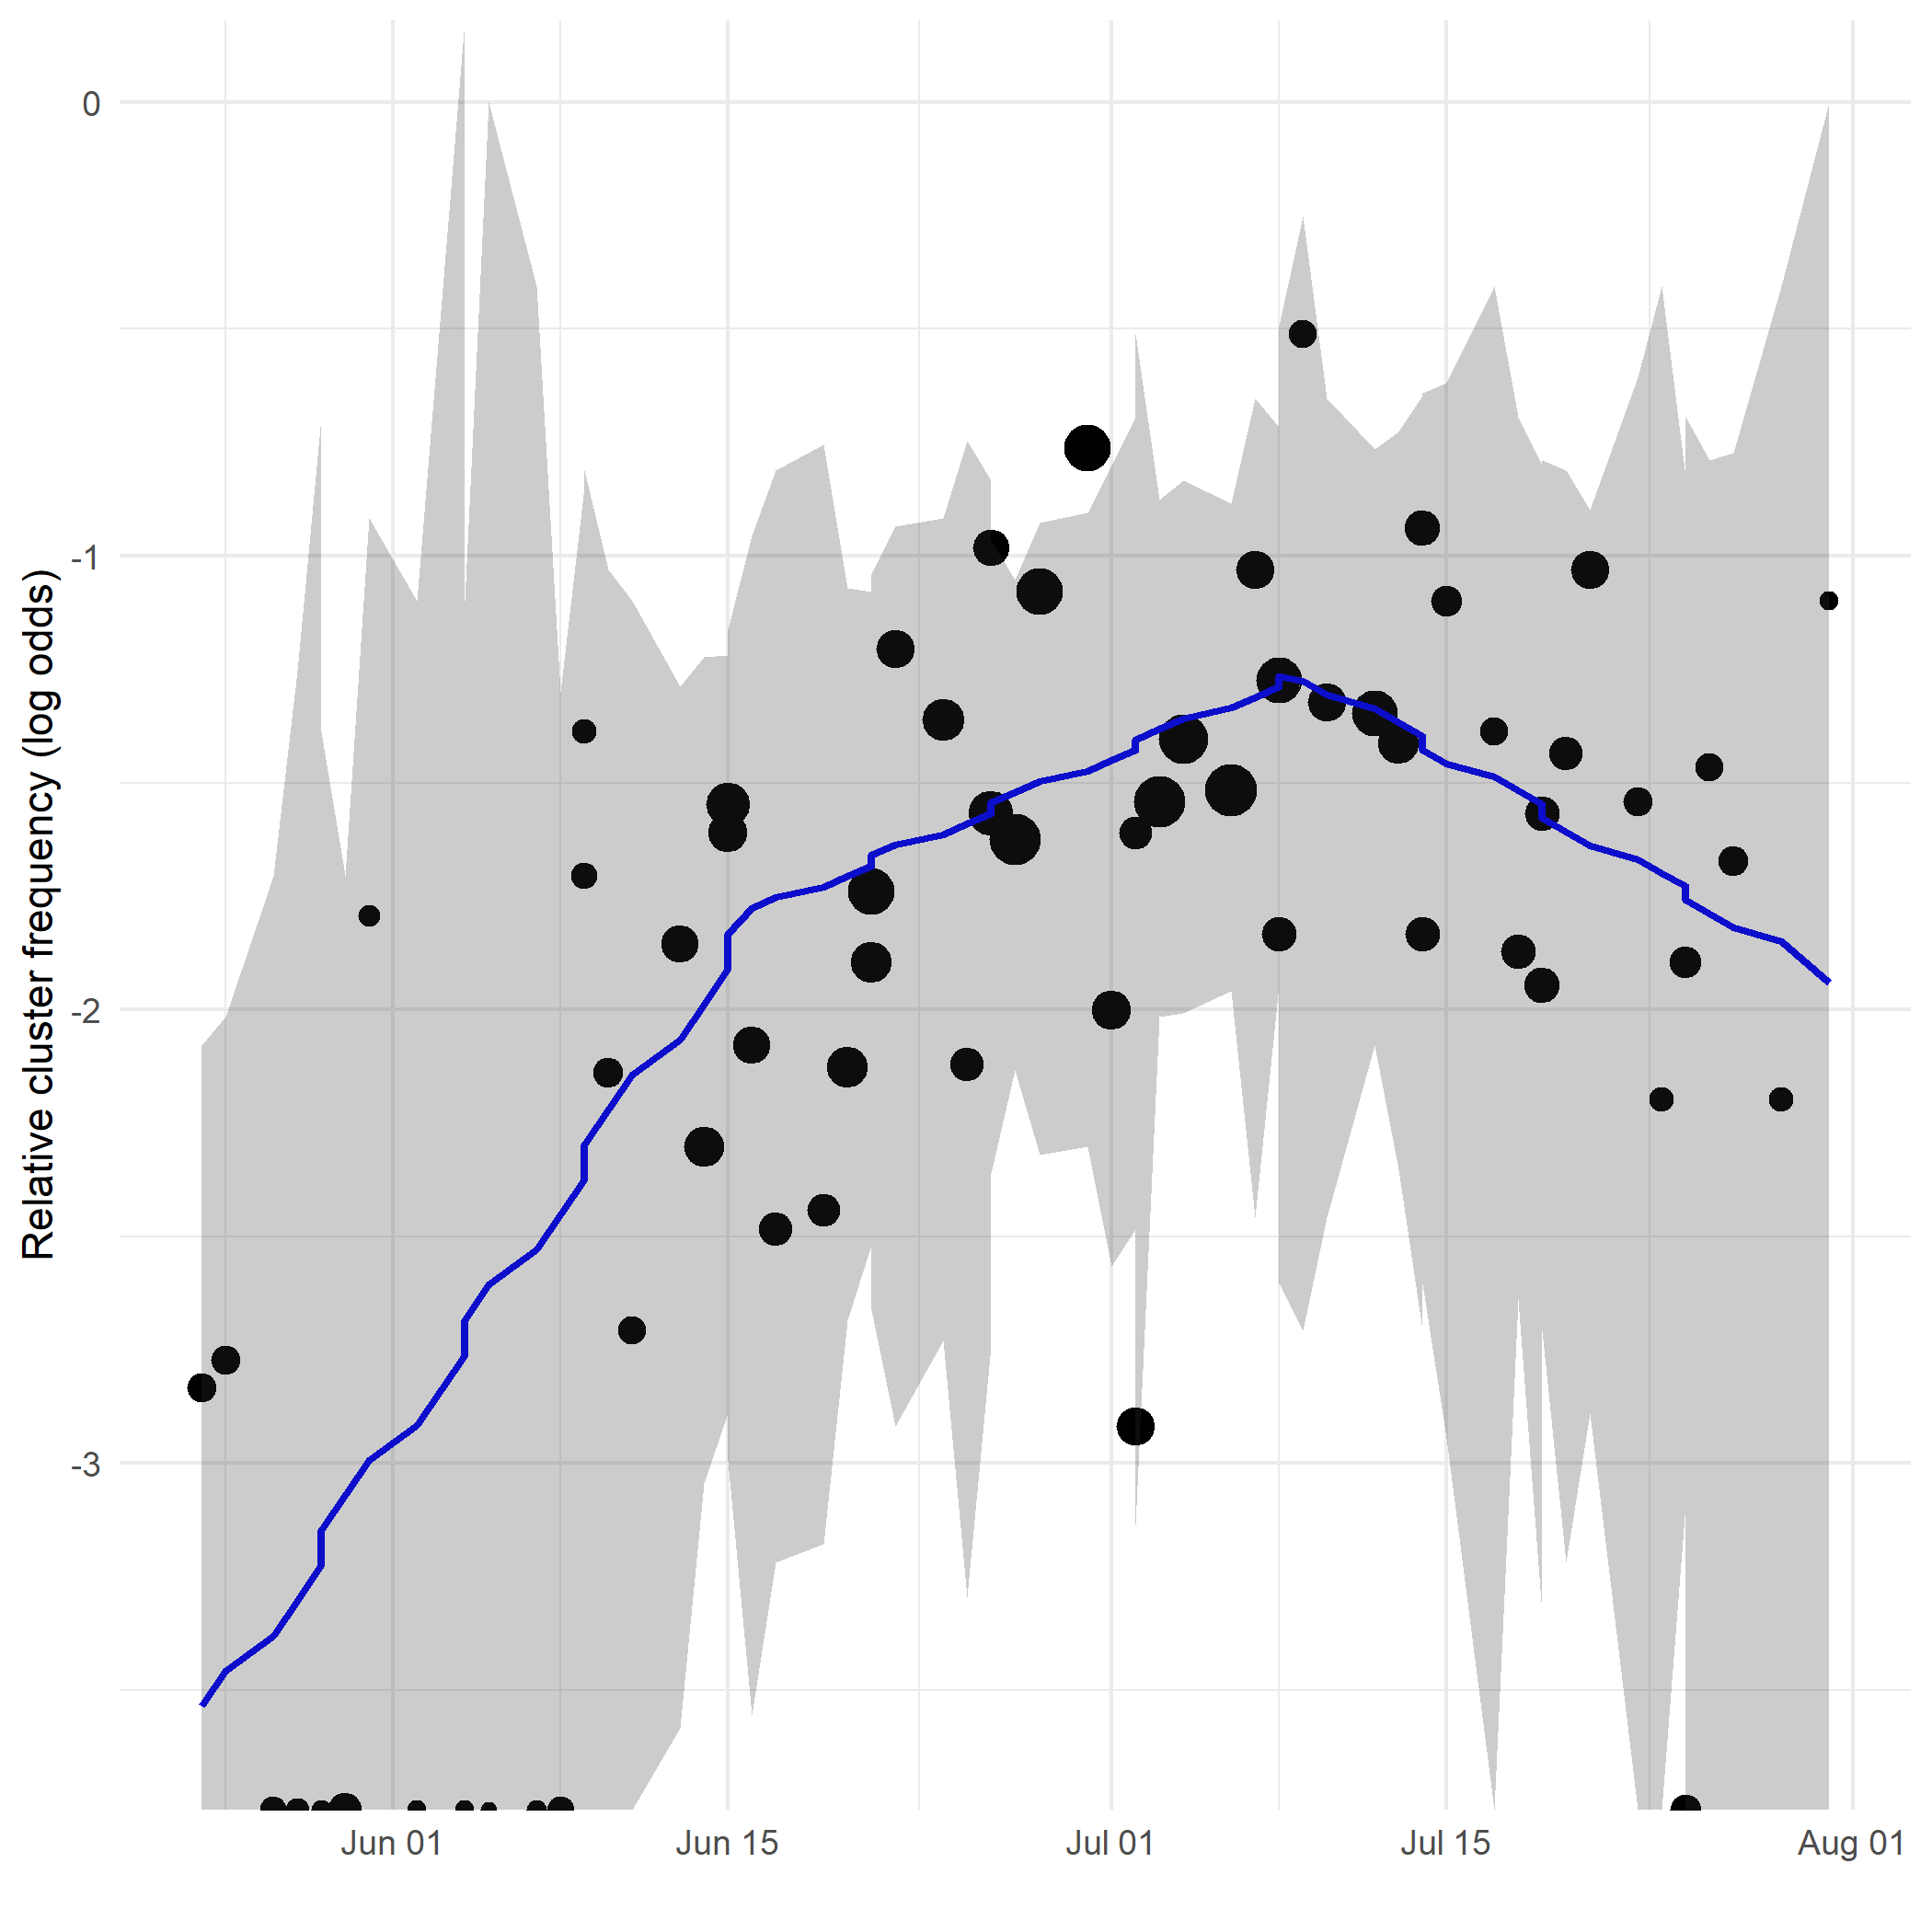 Relative cluster frequency (log odds)
0
-1
-2
-3
Jun 01
Jun 15
Jul 01
Jul 15
Aug 01